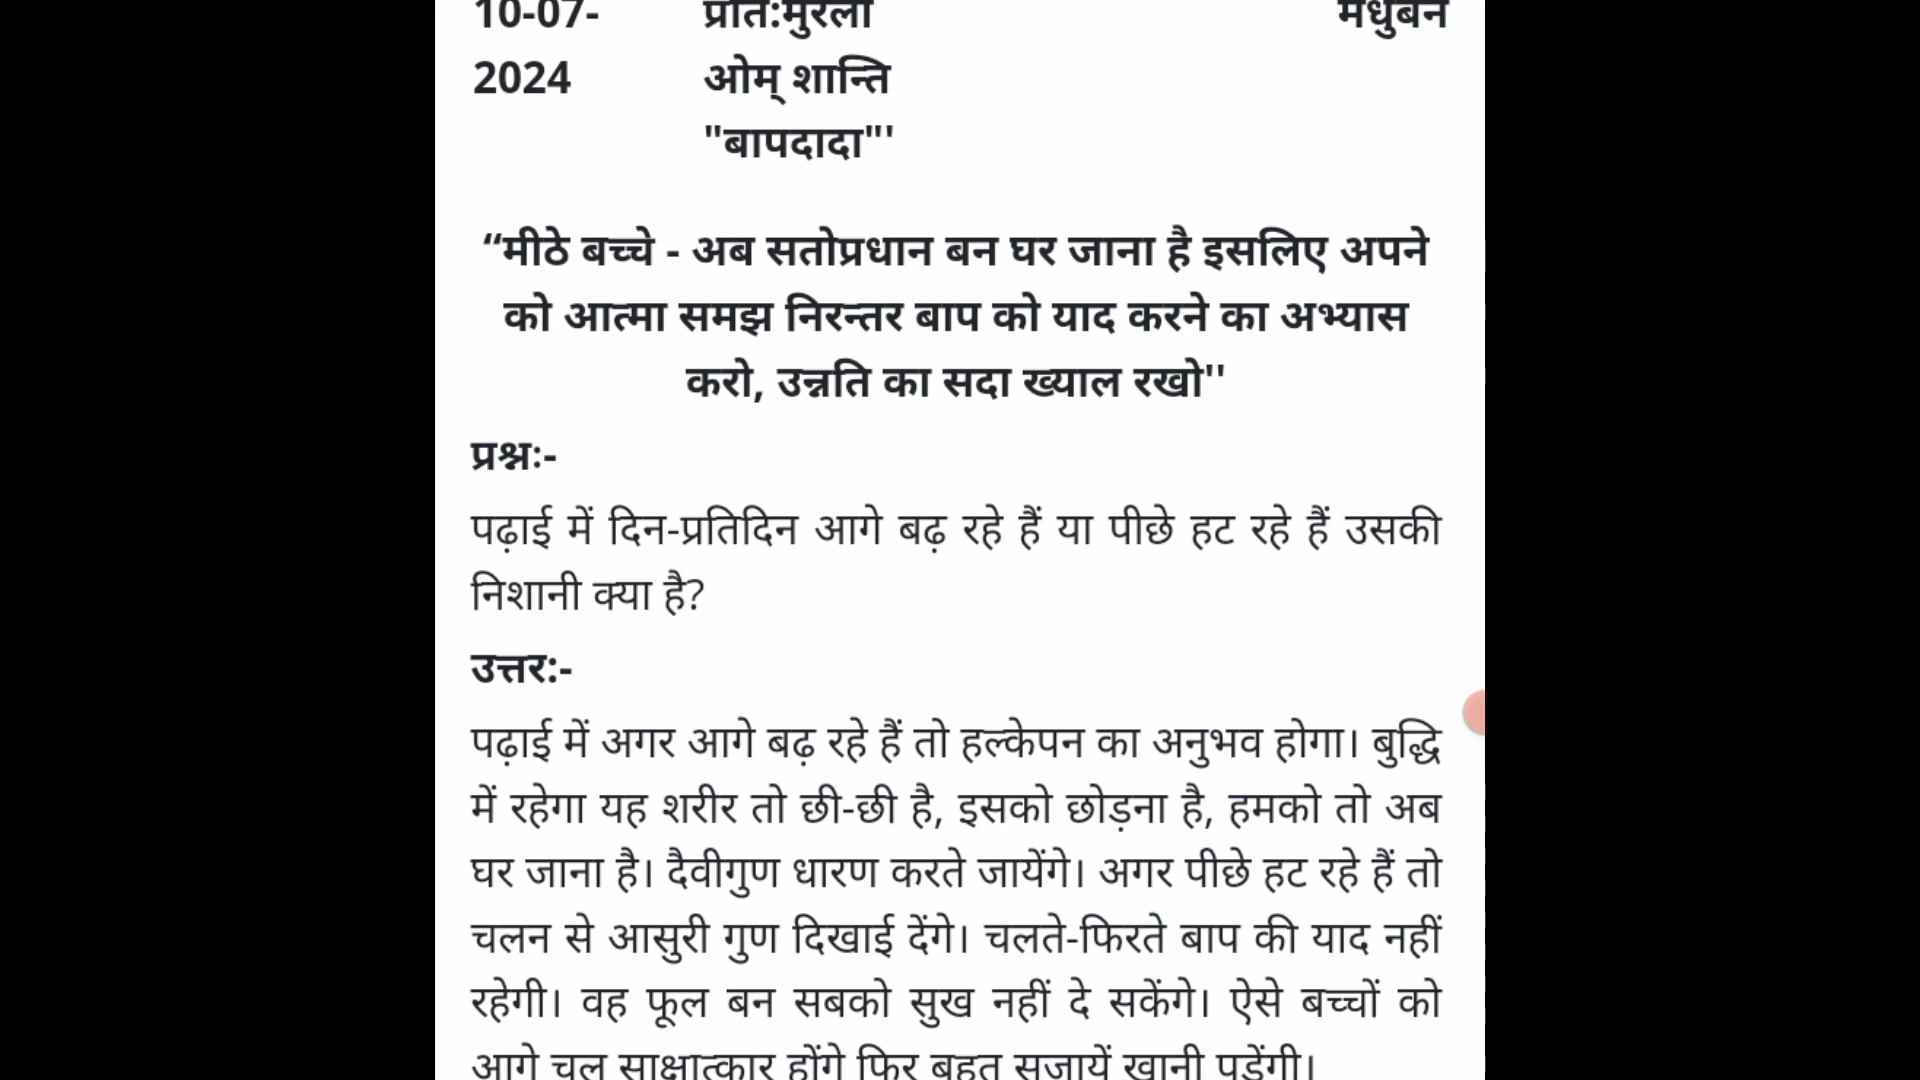 10-07- प्रात:मुरली मधुबन
2024 ओम् शान्ति
"बापदादा"'
“मीठे बच्चे - अब सतोप्रधान बन घर जाना है इसलिए अपने
को आत्मा समझ निरन्तर बाप को याद करने का अभ्यास
करो, उन्नति का सदा ख्याल रखो''
प्रश्नः-
पढ़ाई में दिन-प्रतिदिन आगे बढ़ रहे हैं या पीछे हट रहे हैं उसकी
निशानी क्या है?
उत्तर:-
पढ़ाई में अगर आगे बढ़ रहे हैं तो हल्केपन का अनुभव होगा। बुद्धि
में रहेगा यह शरीर तो छी-छी है, इसको छोड़ना है, हमको तो अब
घर जाना है। दैवीगुण धारण करते जायेंगे। अगर पीछे हट रहे हैं तो
चलन से आसुरी गुण दिखाई देंगे। चलते-फिरते बाप की याद नहीं
रहेगी। वह फूल बन सबको सुख नहीं दे सकेंगे। ऐसे बच्चों को
आगे चल साक्षात्कार होंगे फिर बहुत सजायें खानी पड़ेंगी।